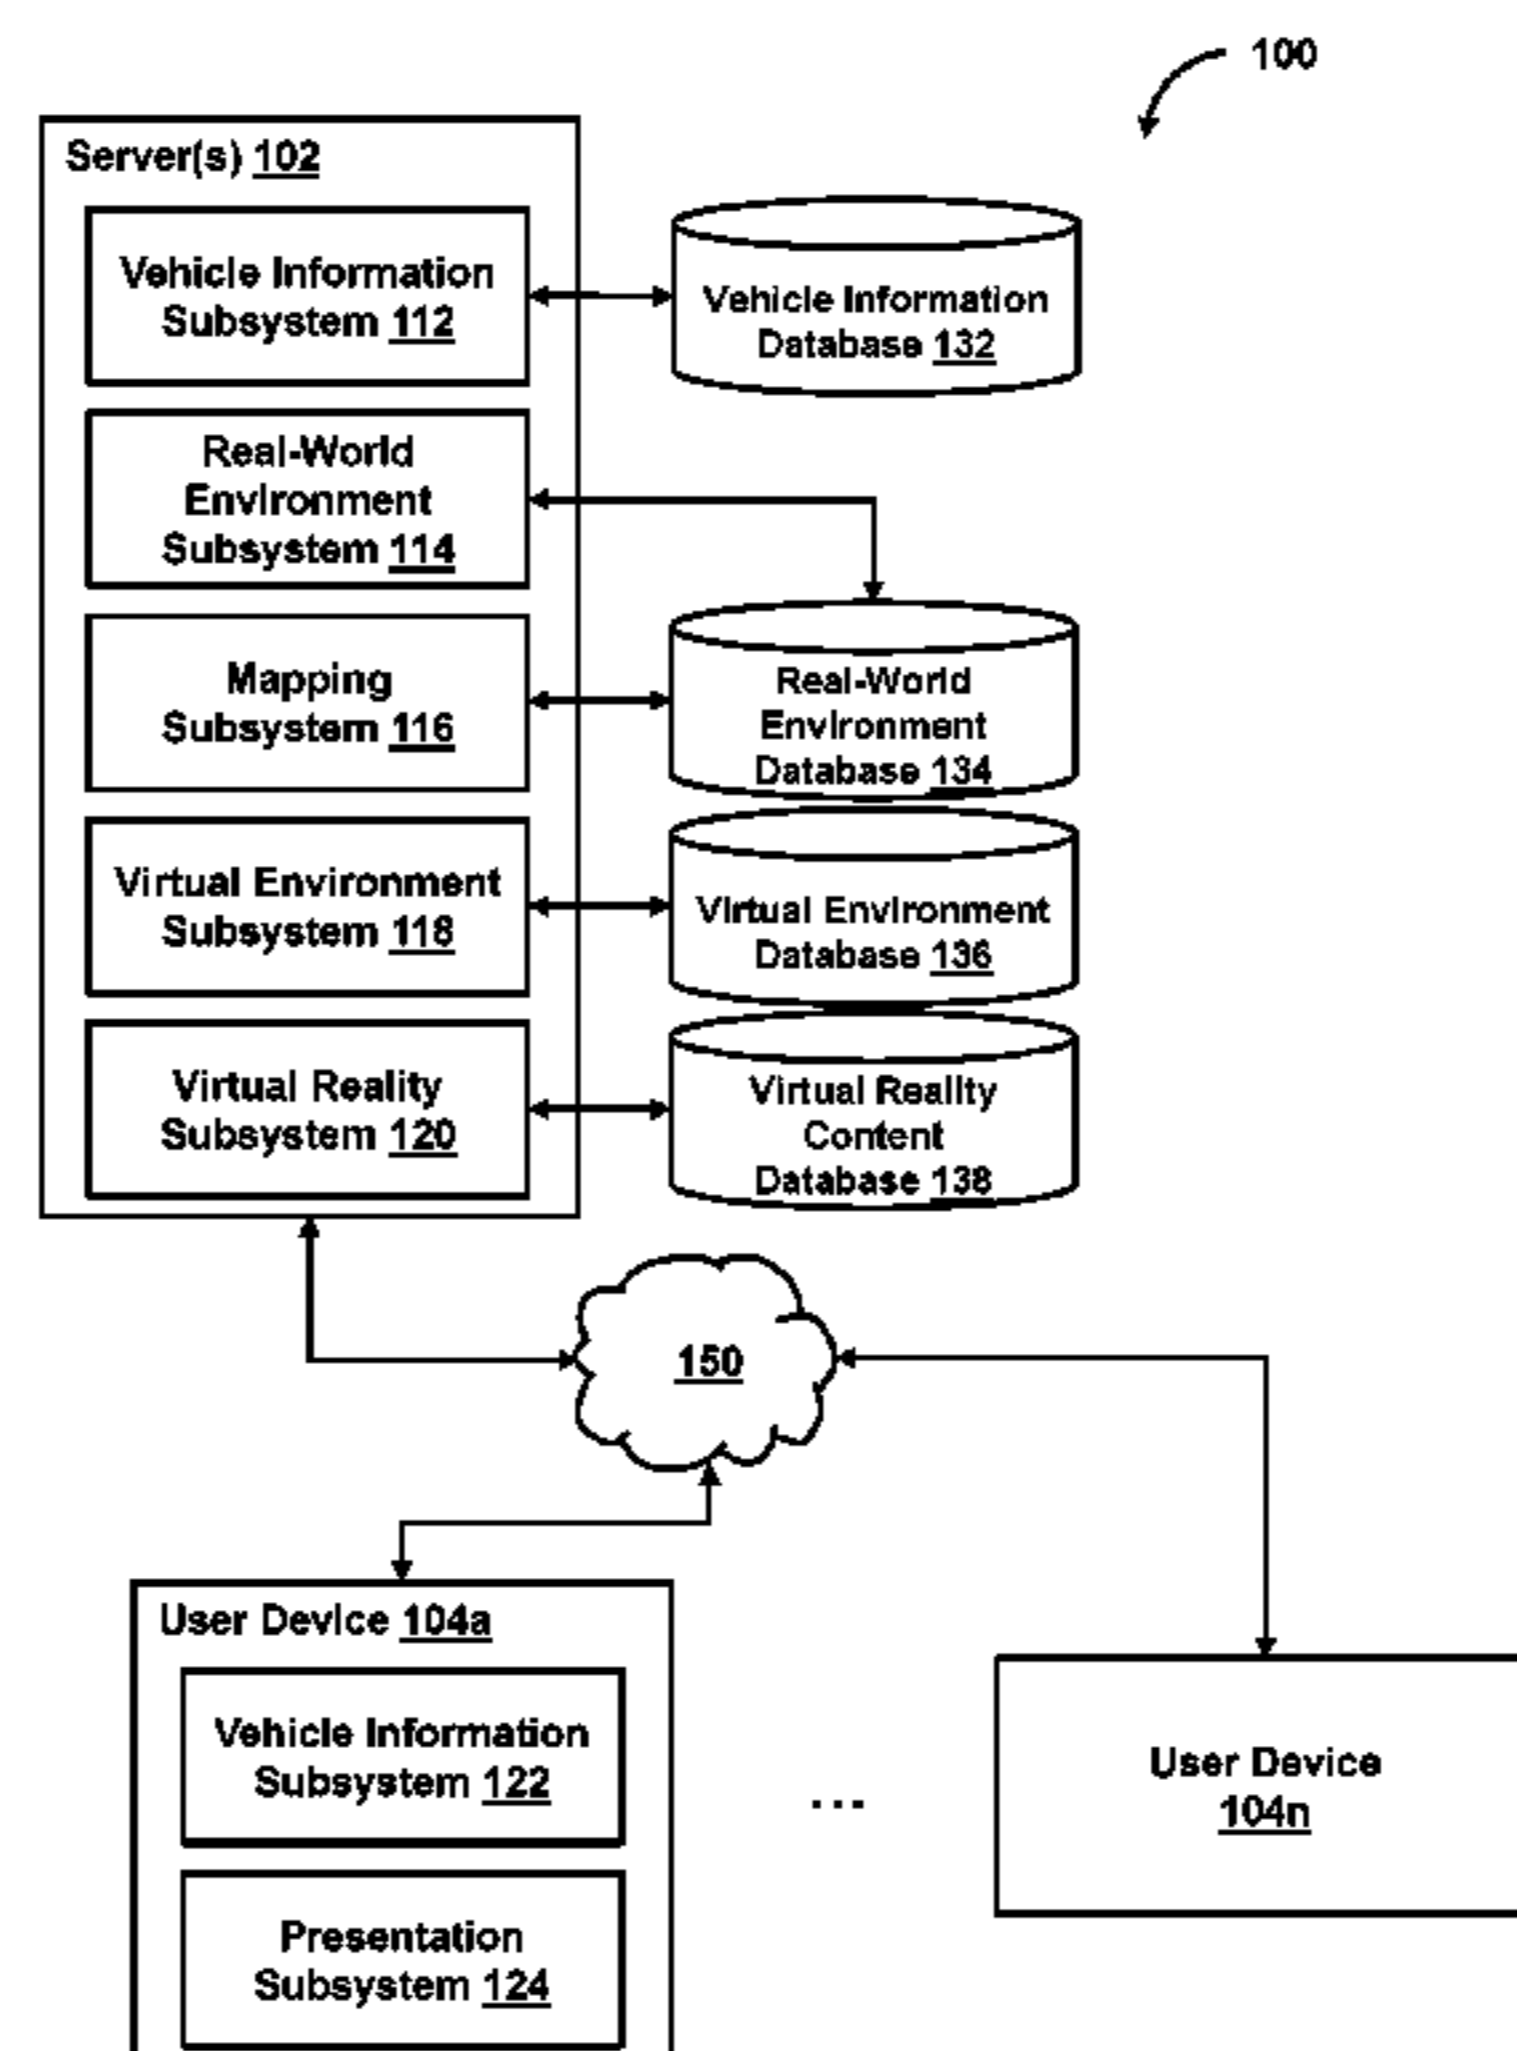 100
Server(s) 102
Vehicle Information
Subsystem 112
Vehicle Information
Database 132
Real-World
Environment
Subsystem 114
Mapping
Subsystem 116
Real-World
Environment
Database 134
Virtual Environment
Subsystem 118
Virtual Environment
Database 136
Virtual Reality
Subsystem 120
Virtual Reality
Content
Database 138
150
User Device 104a
Vehicle Information
Subsystem 122
Presentation
Subsystem 124
...
User Device
104n